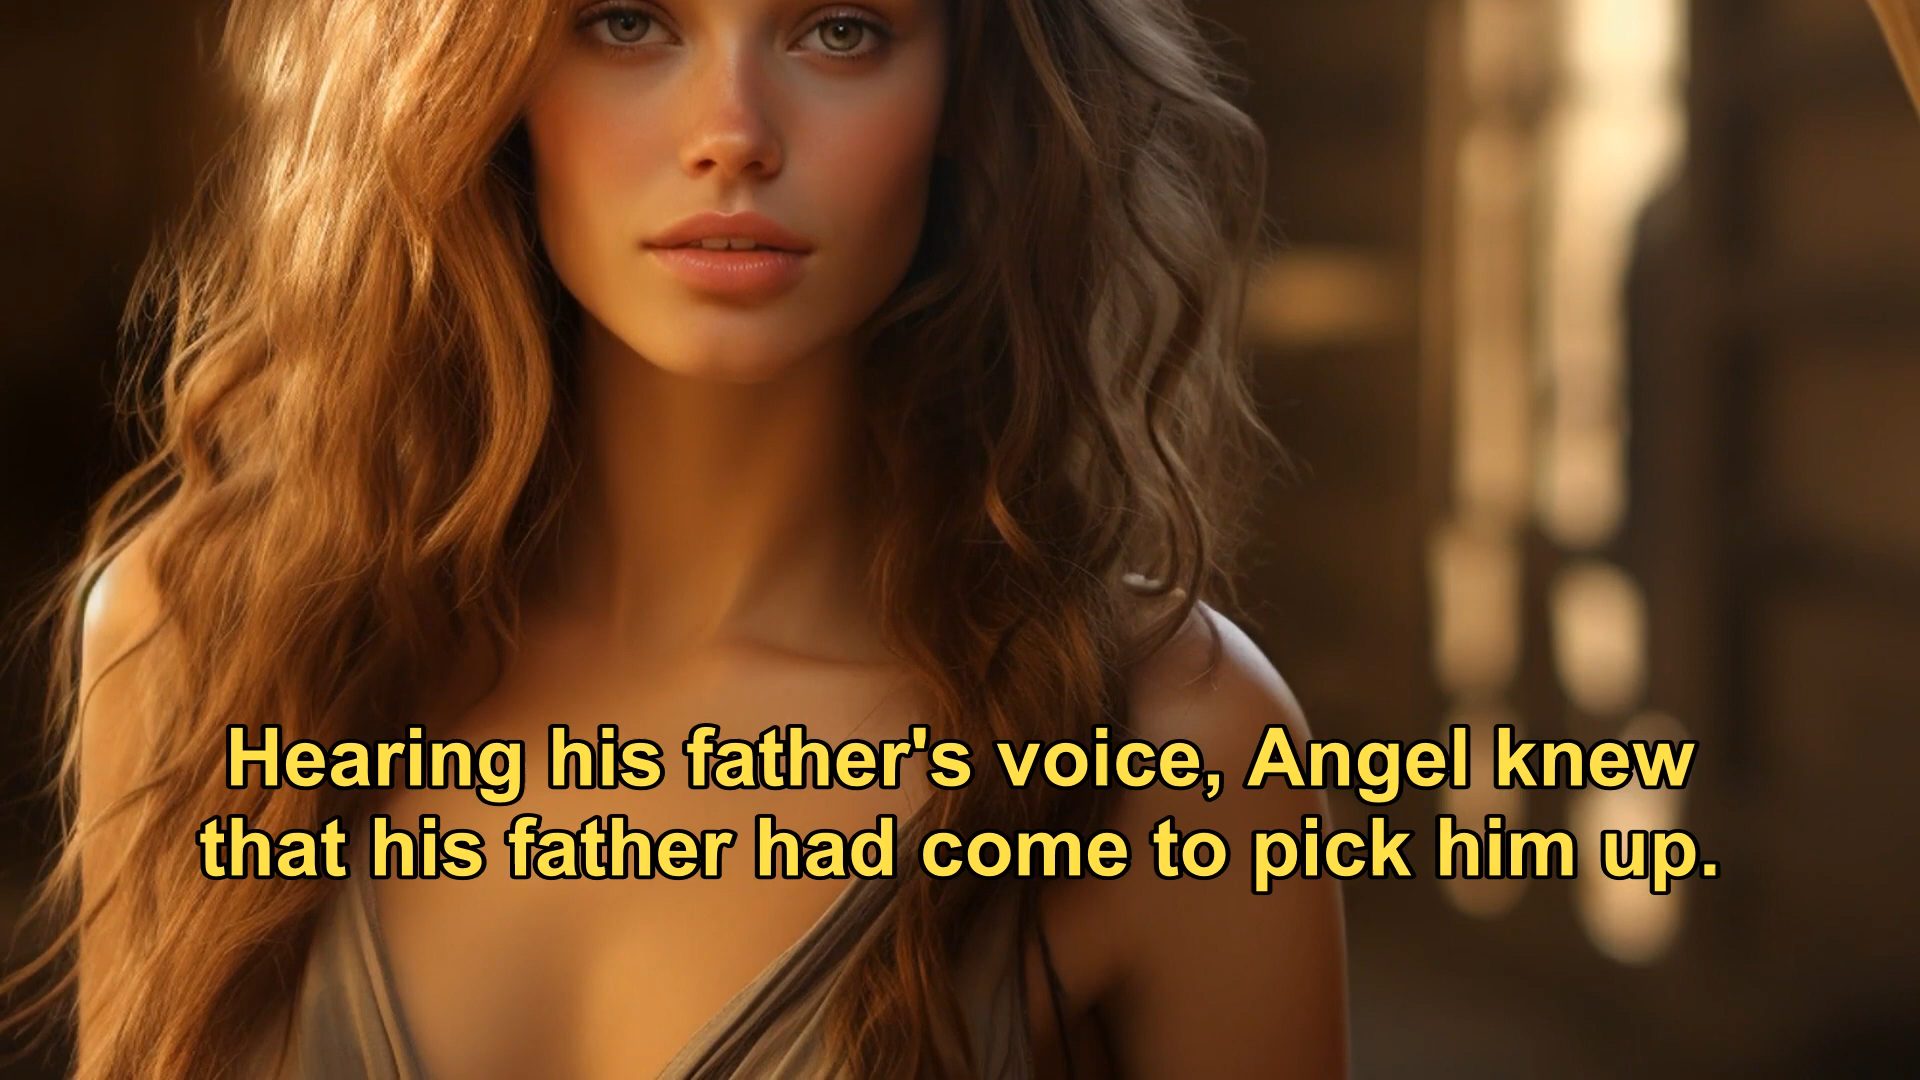 Hearing his father's voice, Angel knew
that his father had come to pick him up.